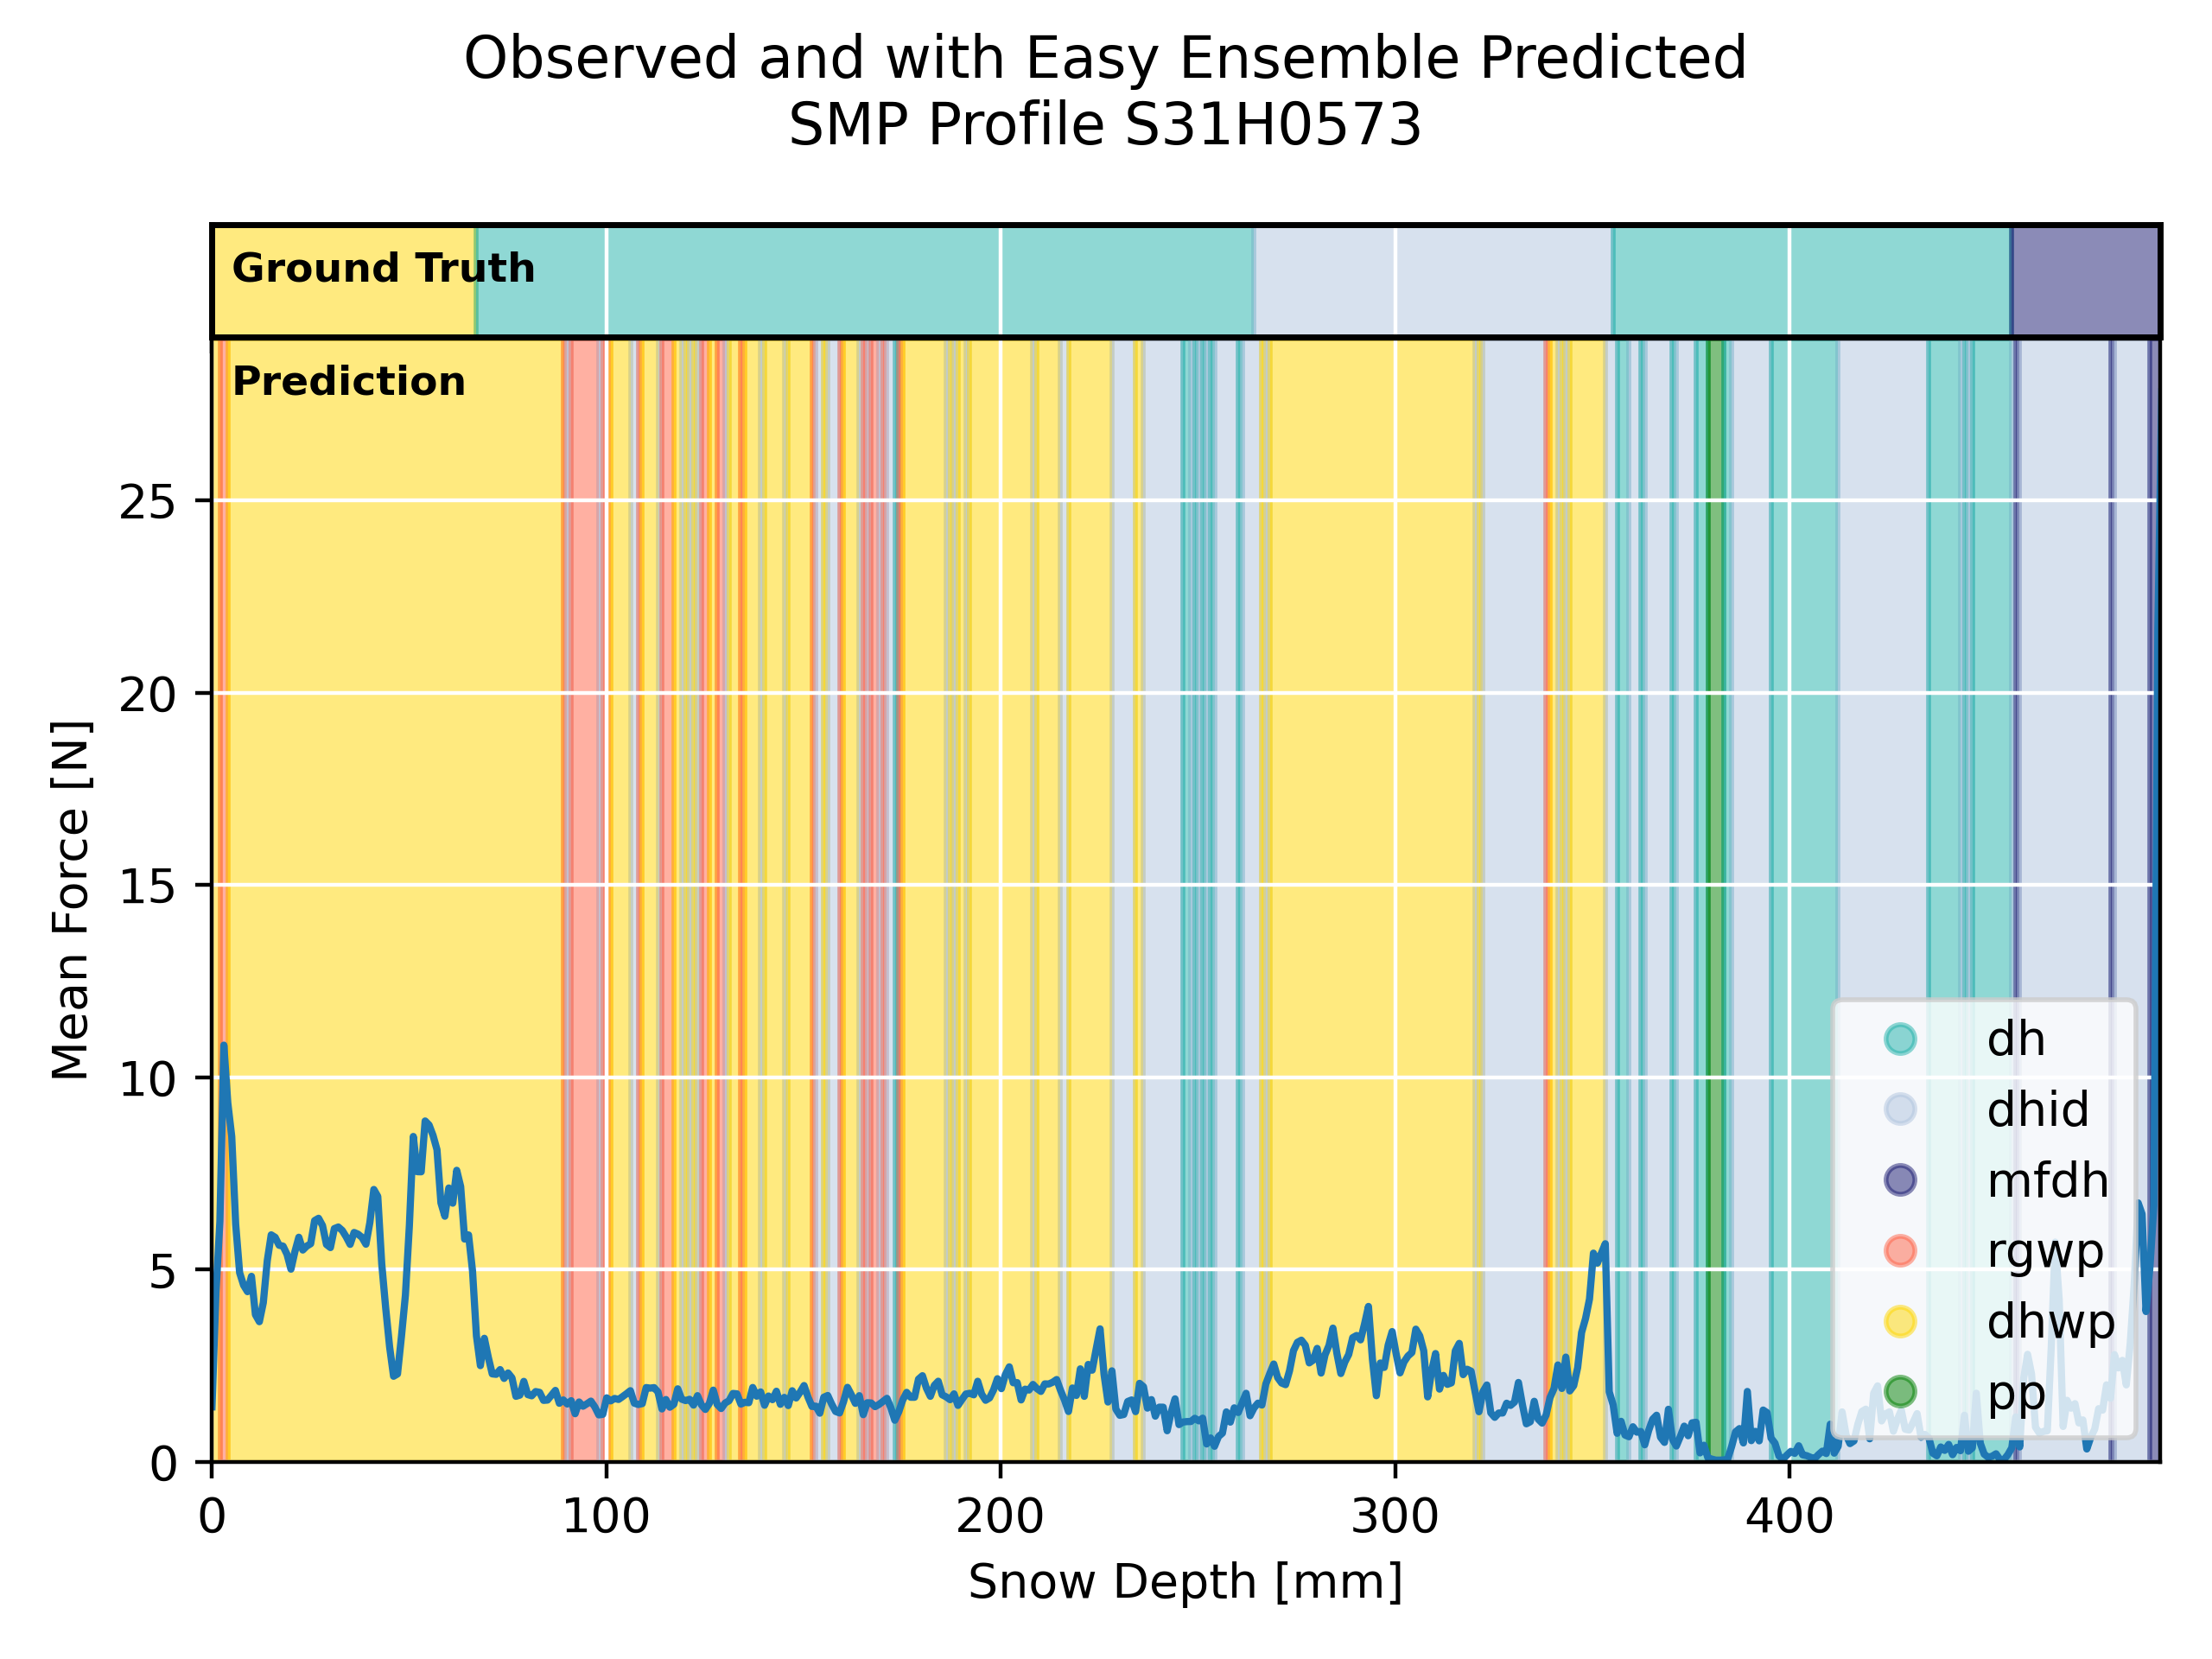 Observed and with Easy Ensemble Predicted
SMP Profile S31H0573
Ground Truth
Prediction
25
20
15
10
5
0
Mean Force [N]
dh
dhid
mfdh
rgwp
dhwp
pp
0 100 200 300 400
Snow Depth [mm]